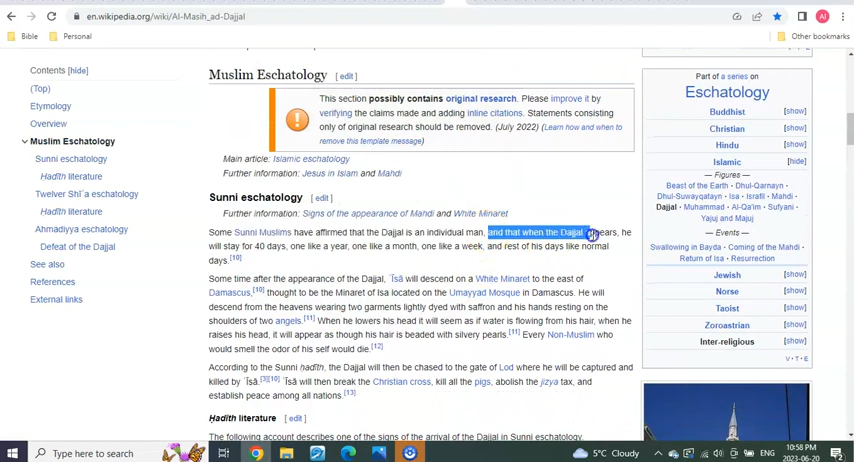 en.wikipedia.org/wiki/Al-Masih_ad-Dajjal
Al
Bible
Personal
Other bookmarks
Contents [hide]
(Top)
Etymology
Overview
Muslim Eschatology
Sunni eschatology
Ḥadīth literature
Twelver Shīʿa eschatology
Ḥadīth literature
Ahmadiyya eschatology
Defeat of the Dajjal
See also
References
External links
Muslim Eschatology [ edit ]
This section possibly contains original research. Please improve it by
verifying the claims made and adding inline citations. Statements consisting
only of original research should be removed. (July 2022) (Learn how and when to
remove this template message)
Main article: Islamic eschatology
Further information: Jesus in Islam and Mahdi
Sunni eschatology [ edit ]
Further information: Signs of the appearance of Mahdi and White Minaret
Some Sunni Muslims have affirmed that the Dajjal is an individual man, and that when the Dajjal appears, he
will stay for 40 days, one like a year, one like a month, one like a week, and rest of his days like normal
days.[10]
Some time after the appearance of the Dajjal, ʿĪsā will descend on a White Minaret to the east of
Damascus,[10] thought to be the Minaret of Isa located on the Umayyad Mosque in Damascus. He will
descend from the heavens wearing two garments lightly dyed with saffron and his hands resting on the
shoulders of two angels.[11] When he lowers his head it will seem as if water is flowing from his hair, when he
raises his head, it will appear as though his hair is beaded with silvery pearls.[11] Every Non-Muslim who
would smell the odor of his self would die.[12]
According to the Sunni ḥadīth, the Dajjal will then be chased to the gate of Lod where he will be captured and
killed by ʿĪsā.[3][10] ʿĪsā will then break the Christian cross, kill all the pigs, abolish the jizya tax, and
establish peace among all nations.[13]
Ḥadīth literature [ edit ]
The following account describes one of the signs of the arrival of the Dajjal in Sunni eschatology.
Part of a series on
Eschatology
Buddhist [show]
Christian [show]
Hindu [show]
Islamic [hide]
— Figures —
Beast of the Earth · Dhul-Qarnayn ·
Dhul-Suwayqatayn · Isa · Israfil · Mahdi ·
Dajjal · Muhammad · Al-Qa'im · Sufyani ·
Yajuj and Majuj
— Events —
Swallowing in Bayda · Coming of the Mahdi ·
Return of Isa · Resurrection
Jewish [show]
Norse [show]
Taoist [show]
Zoroastrian [show]
Inter-religious [show]
V · T · E
Type here to search
5°C Cloudy
ENG
10:58 PM
2023-06-20
2